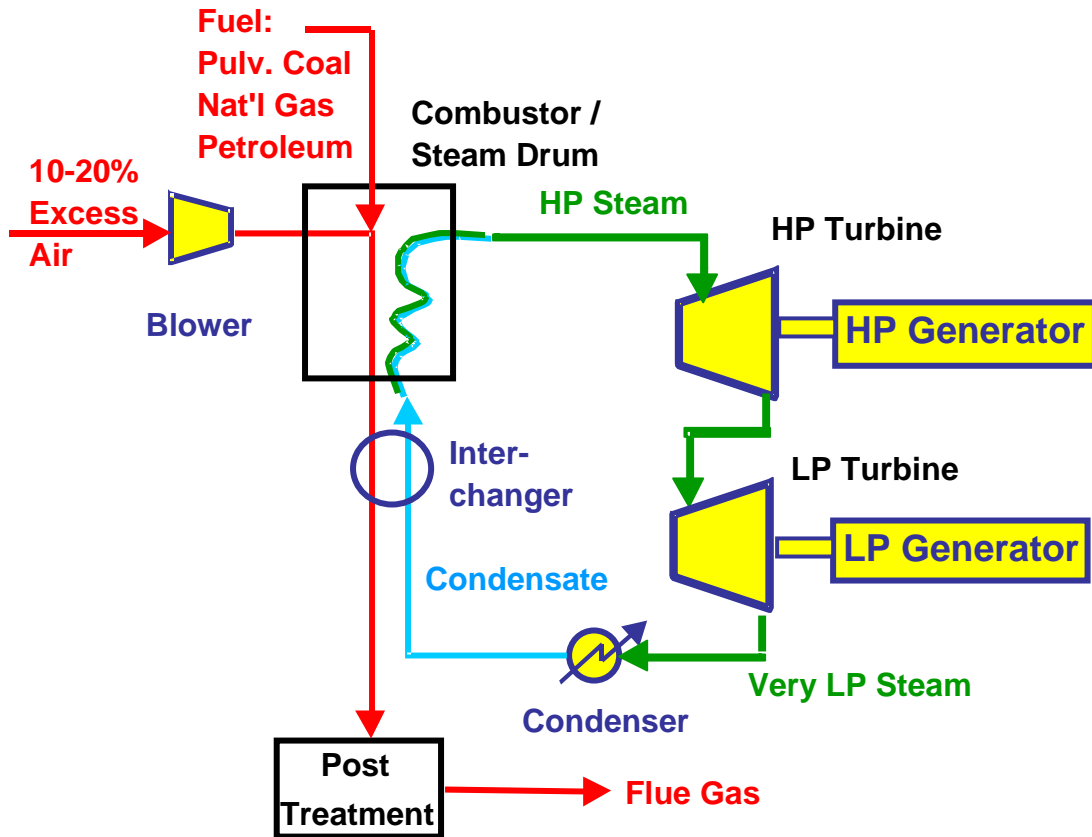 Fuel:
Pulv. Coal
Nat'l Gas
Petroleum
10-20%
Excess
Air
Blower
Combustor /
Steam Drum
HP Steam
HP Turbine
HP Generator
LP Turbine
LP Generator
Inter-
changer
Condensate
Very LP Steam
Condenser
Post
Treatment
Flue Gas